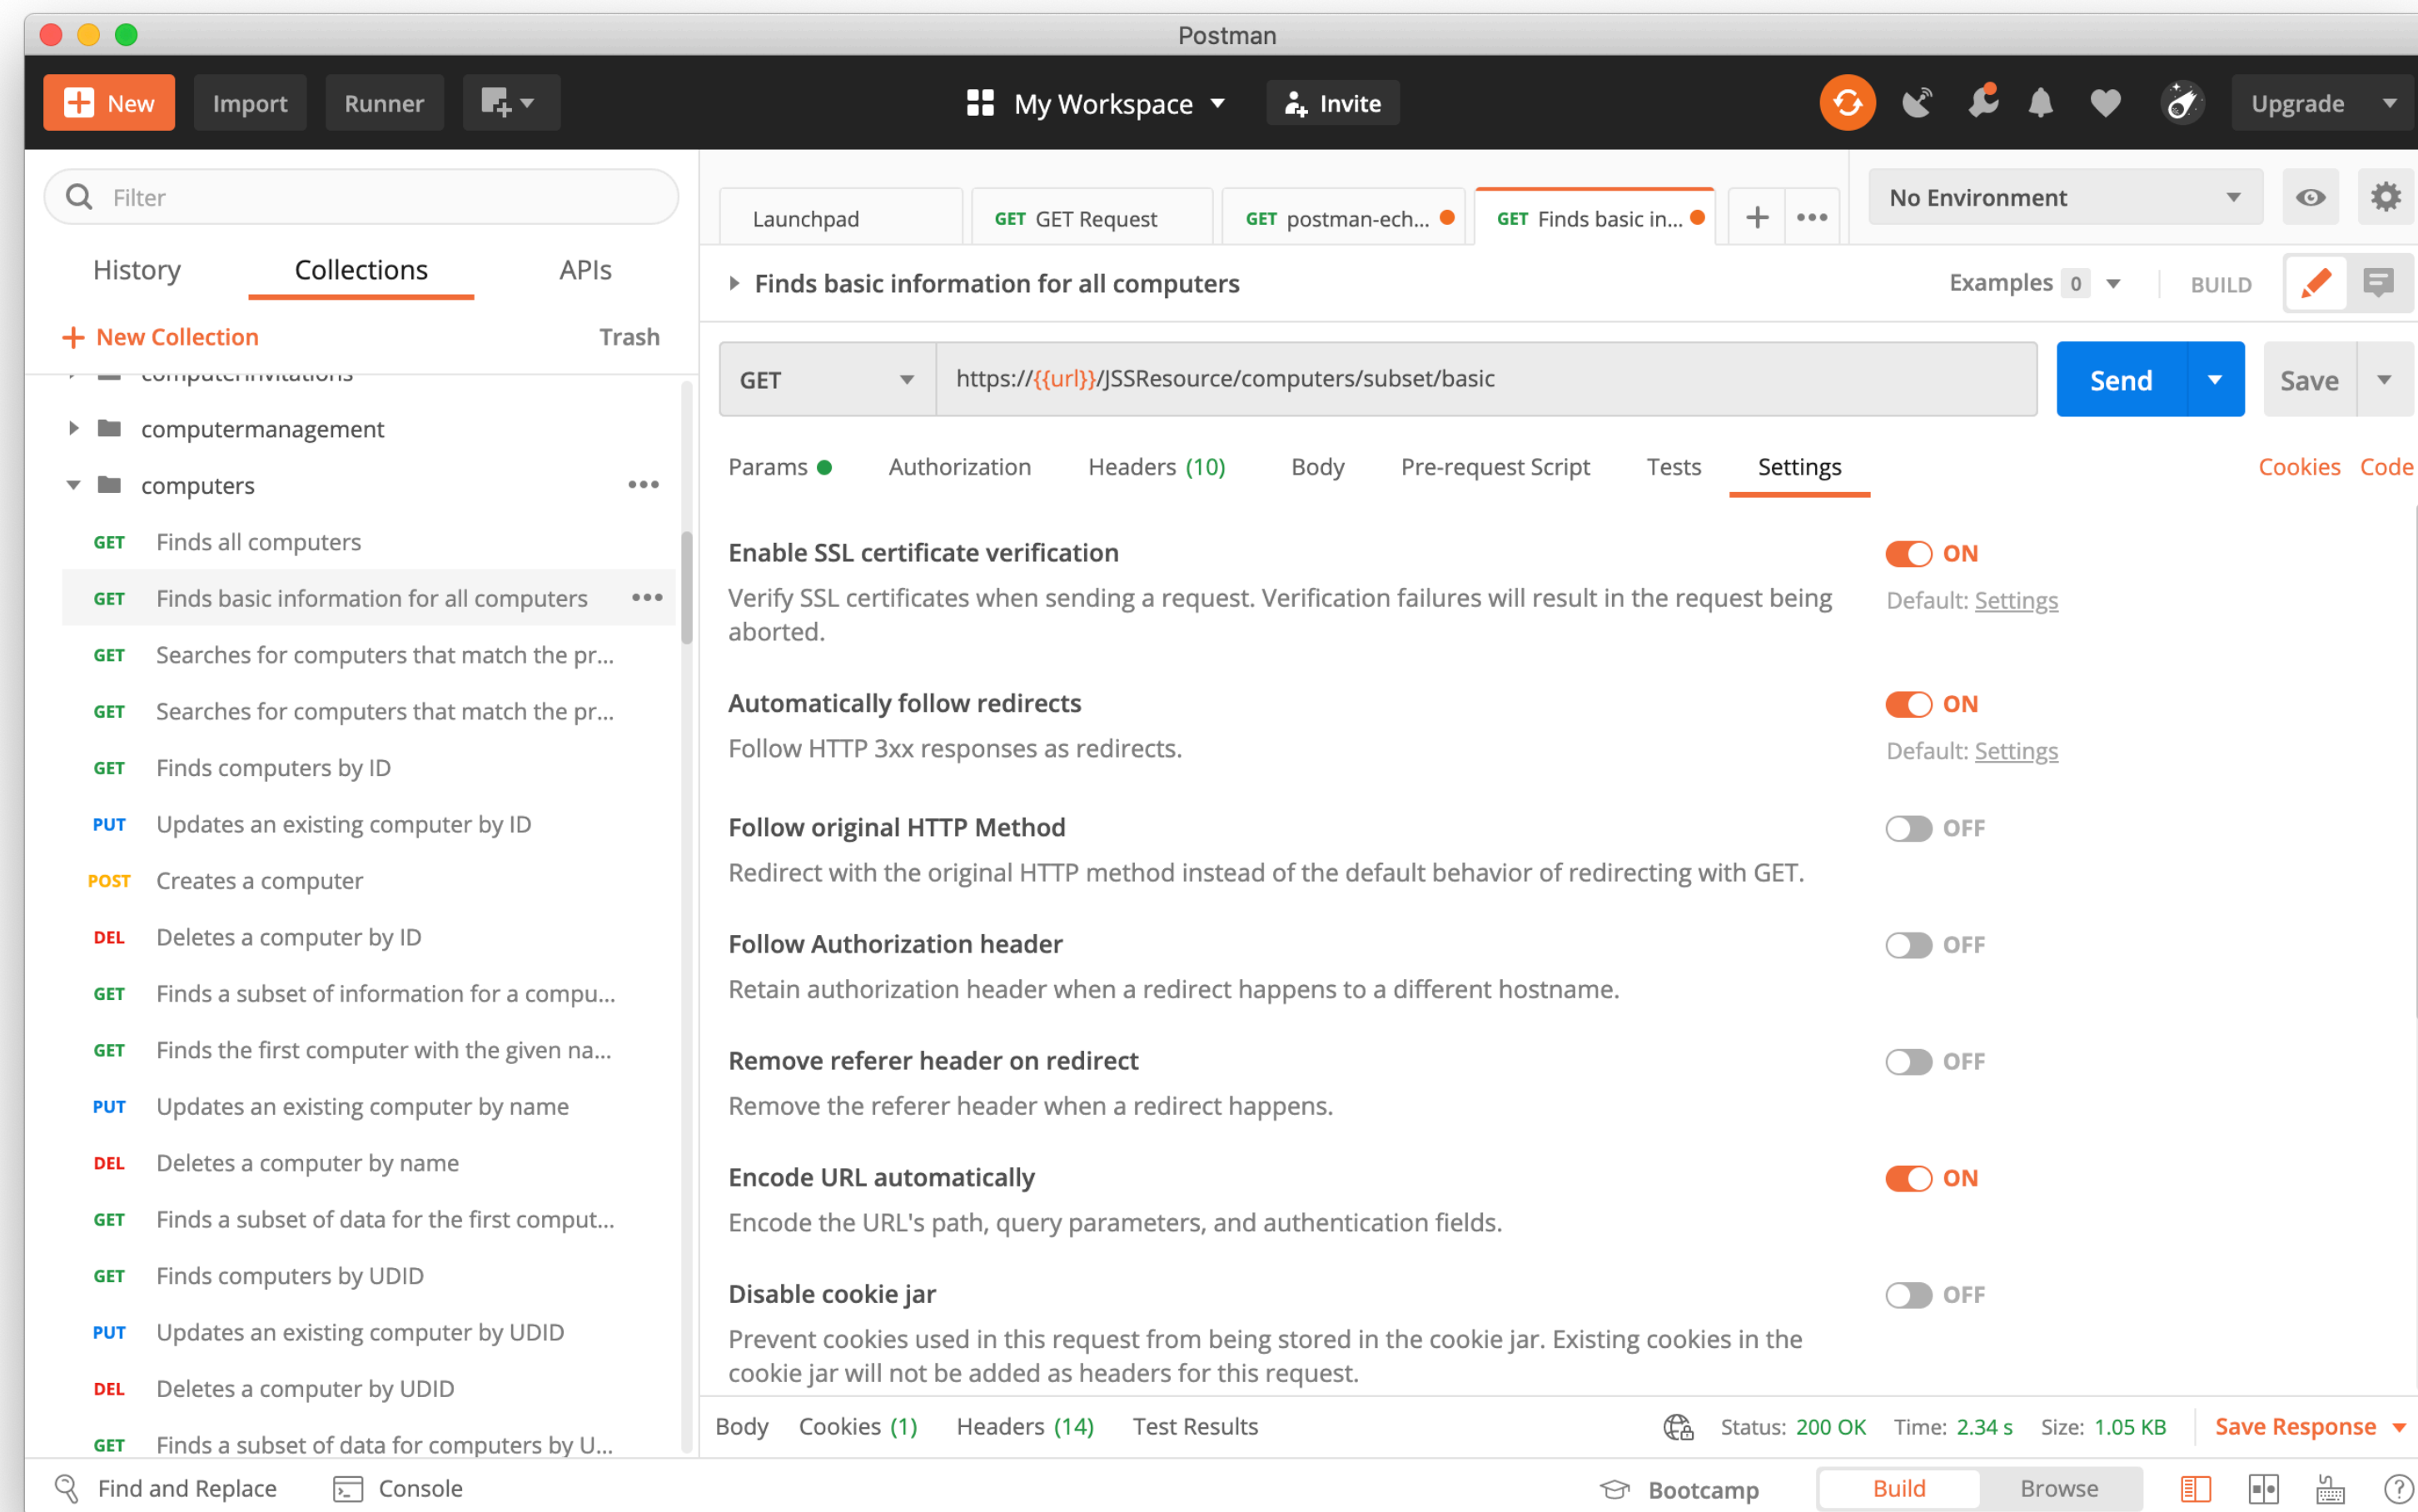 Postman
New Import Runner My Workspace Invite Upgrade
Filter
History Collections APIs
New Collection Trash
computerinvitations
computermanagement
computers
GET Finds all computers
GET Finds basic information for all computers
GET Searches for computers that match the pr...
GET Searches for computers that match the pr...
GET Finds computers by ID
PUT Updates an existing computer by ID
POST Creates a computer
DEL Deletes a computer by ID
GET Finds a subset of information for a compu...
GET Finds the first computer with the given na...
PUT Updates an existing computer by name
DEL Deletes a computer by name
GET Finds a subset of data for the first comput...
GET Finds computers by UDID
PUT Updates an existing computer by UDID
DEL Deletes a computer by UDID
GET Finds a subset of data for computers by U...
Launchpad GET GET Request GET postman-ech... GET Finds basic in... No Environment
Finds basic information for all computers Examples 0 BUILD
GET https://{{url}}/JSSResource/computers/subset/basic Send Save
Params Authorization Headers (10) Body Pre-request Script Tests Settings Cookies Code
Enable SSL certificate verification ON
Verify SSL certificates when sending a request. Verification failures will result in the request being Default: Settings
aborted.
Automatically follow redirects ON
Follow HTTP 3xx responses as redirects. Default: Settings
Follow original HTTP Method OFF
Redirect with the original HTTP method instead of the default behavior of redirecting with GET.
Follow Authorization header OFF
Retain authorization header when a redirect happens to a different hostname.
Remove referer header on redirect OFF
Remove the referer header when a redirect happens.
Encode URL automatically ON
Encode the URL's path, query parameters, and authentication fields.
Disable cookie jar OFF
Prevent cookies used in this request from being stored in the cookie jar. Existing cookies in the
cookie jar will not be added as headers for this request.
Body Cookies (1) Headers (14) Test Results Status: 200 OK Time: 2.34 s Size: 1.05 KB Save Response
Find and Replace Console Bootcamp Build Browse